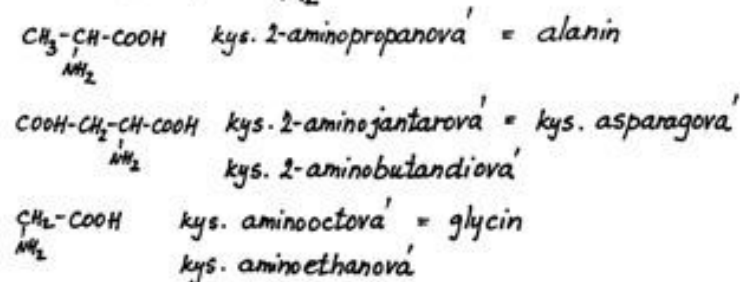 CH₃-CH-COOH kys. 2-aminopropanová = alanin
NH₂
COOH-CH₂-CH-COOH kys. 2-aminojantarová = kys. asparagová
NH₂ kys. 2-aminobutandiová
CH₂-COOH kys. aminooctová = glycin
NH₂ kys. aminoethanová